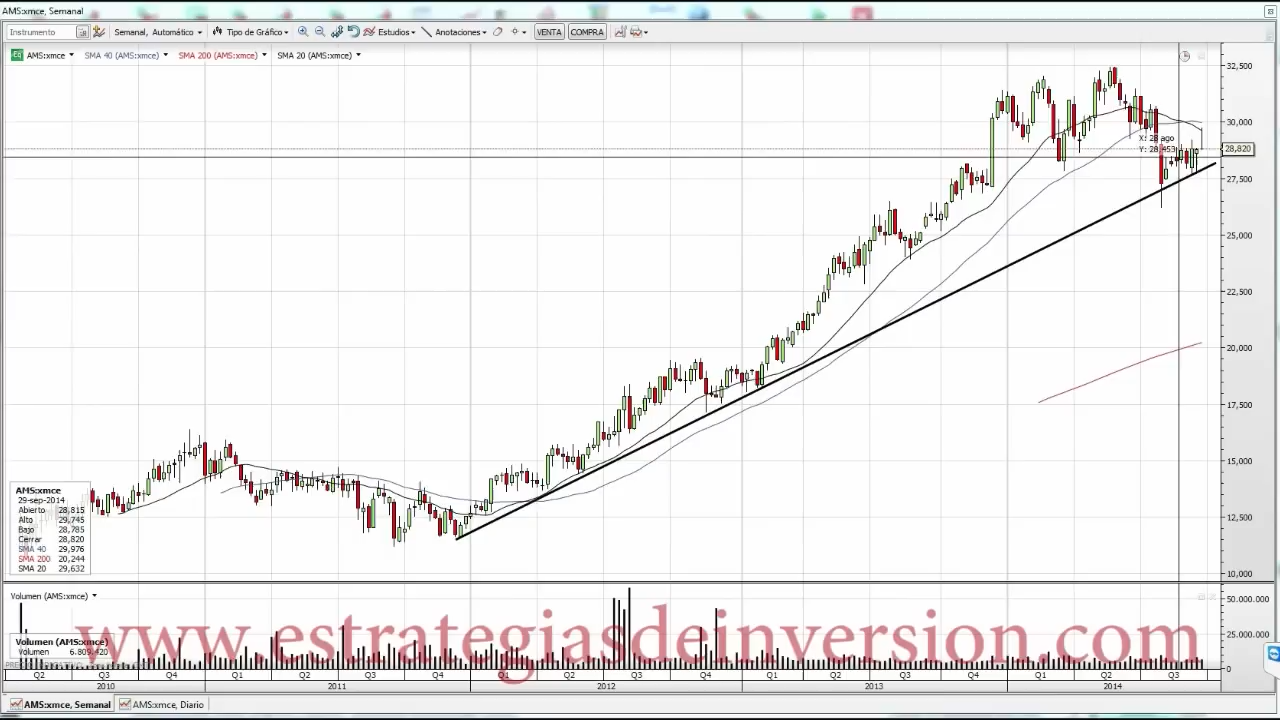 AMS:xmce, Semanal
Instrumento Semanal, Automático Tipo de Gráfico Estudios Anotaciones VENTA COMPRA
Eq AMS:xmce SMA 40 (AMS:xmce) SMA 200 (AMS:xmce) SMA 20 (AMS:xmce)
32,500
30,000
28,820
27,500
25,000
22,500
20,000
17,500
15,000
12,500
10,000
Y: 28,453
AMS:xmce
29-sep-2014
Abierto 28,815
Alto 29,745
Bajo 28,785
Cerrar 28,820
SMA 40 29,976
SMA 200 20,244
SMA 20 29,632
Volumen (AMS:xmce)
50.000.000
25.000.000
0
Volumen (AMS:xmce)
Volumen 6.809.420
www.estrategiasdeinversion.com
Q2 Q3 Q4 Q1 Q2 Q3 Q4 Q1 Q2 Q3 Q4 Q1 Q2 Q3 Q4 Q1 Q2 Q3
2010 2011 2012 2013 2014
AMS:xmce, Semanal AMS:xmce, Diario